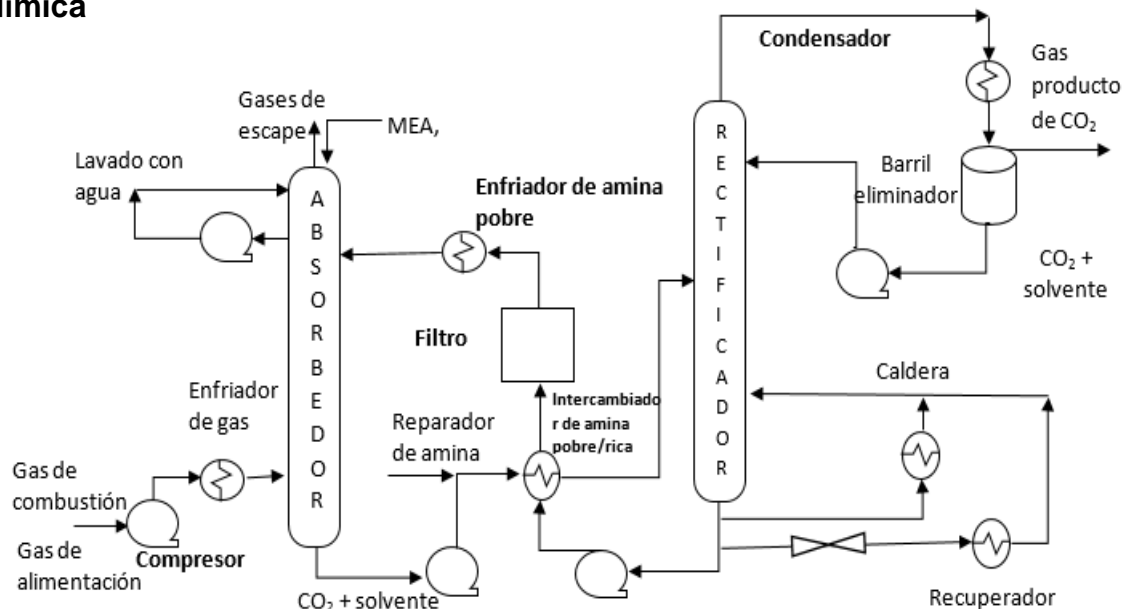 ímica
Condensador
Gas
producto
de CO₂
Gases de
escape
MEA,
Lavado con
agua
ABSORBEDOR
Enfriador de amina
pobre
RECTIFICADOR
Barril
eliminador
CO₂ +
solvente
Filtro
Caldera
Enfriador
de gas
Intercambiado
r de amina
pobre/rica
Reparador
de amina
Gas de
combustión
Gas de
alimentación
Compresor
CO₂ + solvente
Recuperador